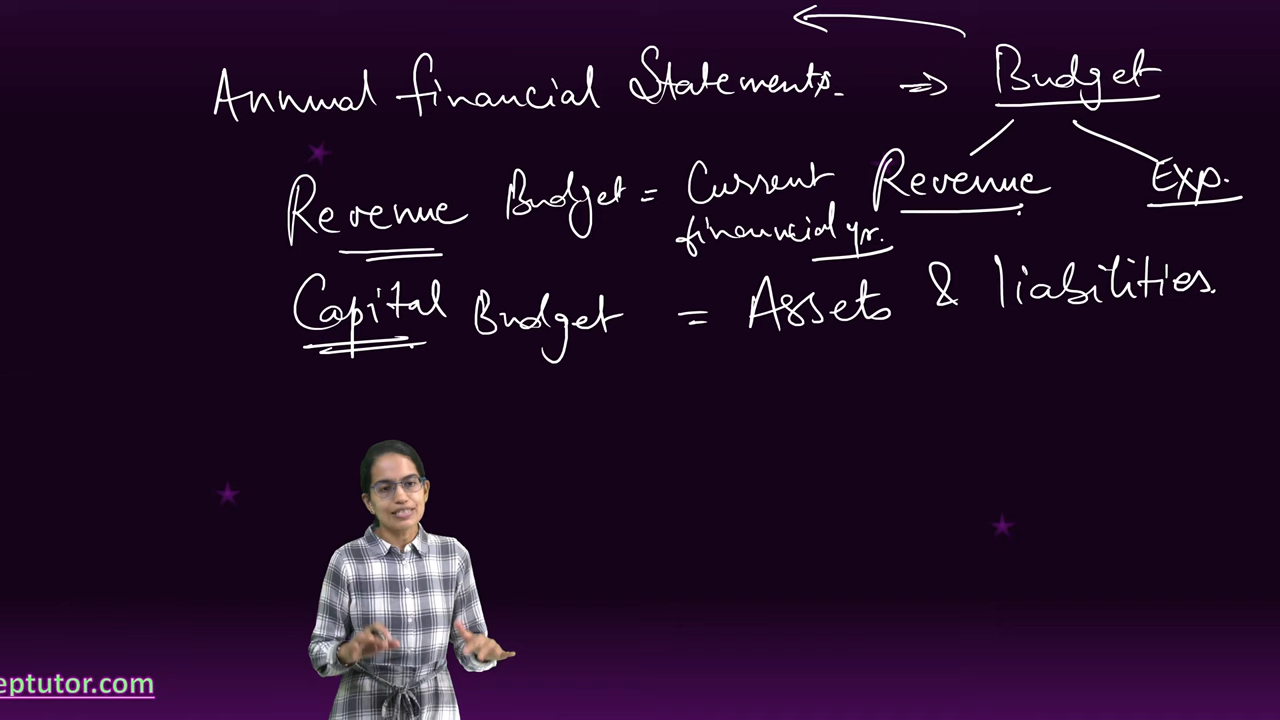 Annual financial Statements. ⇒ Budget
Revenue Budget = Current financial yr. Revenue Exp.
Capital Budget = Assets & liabilities.
eptutor.com